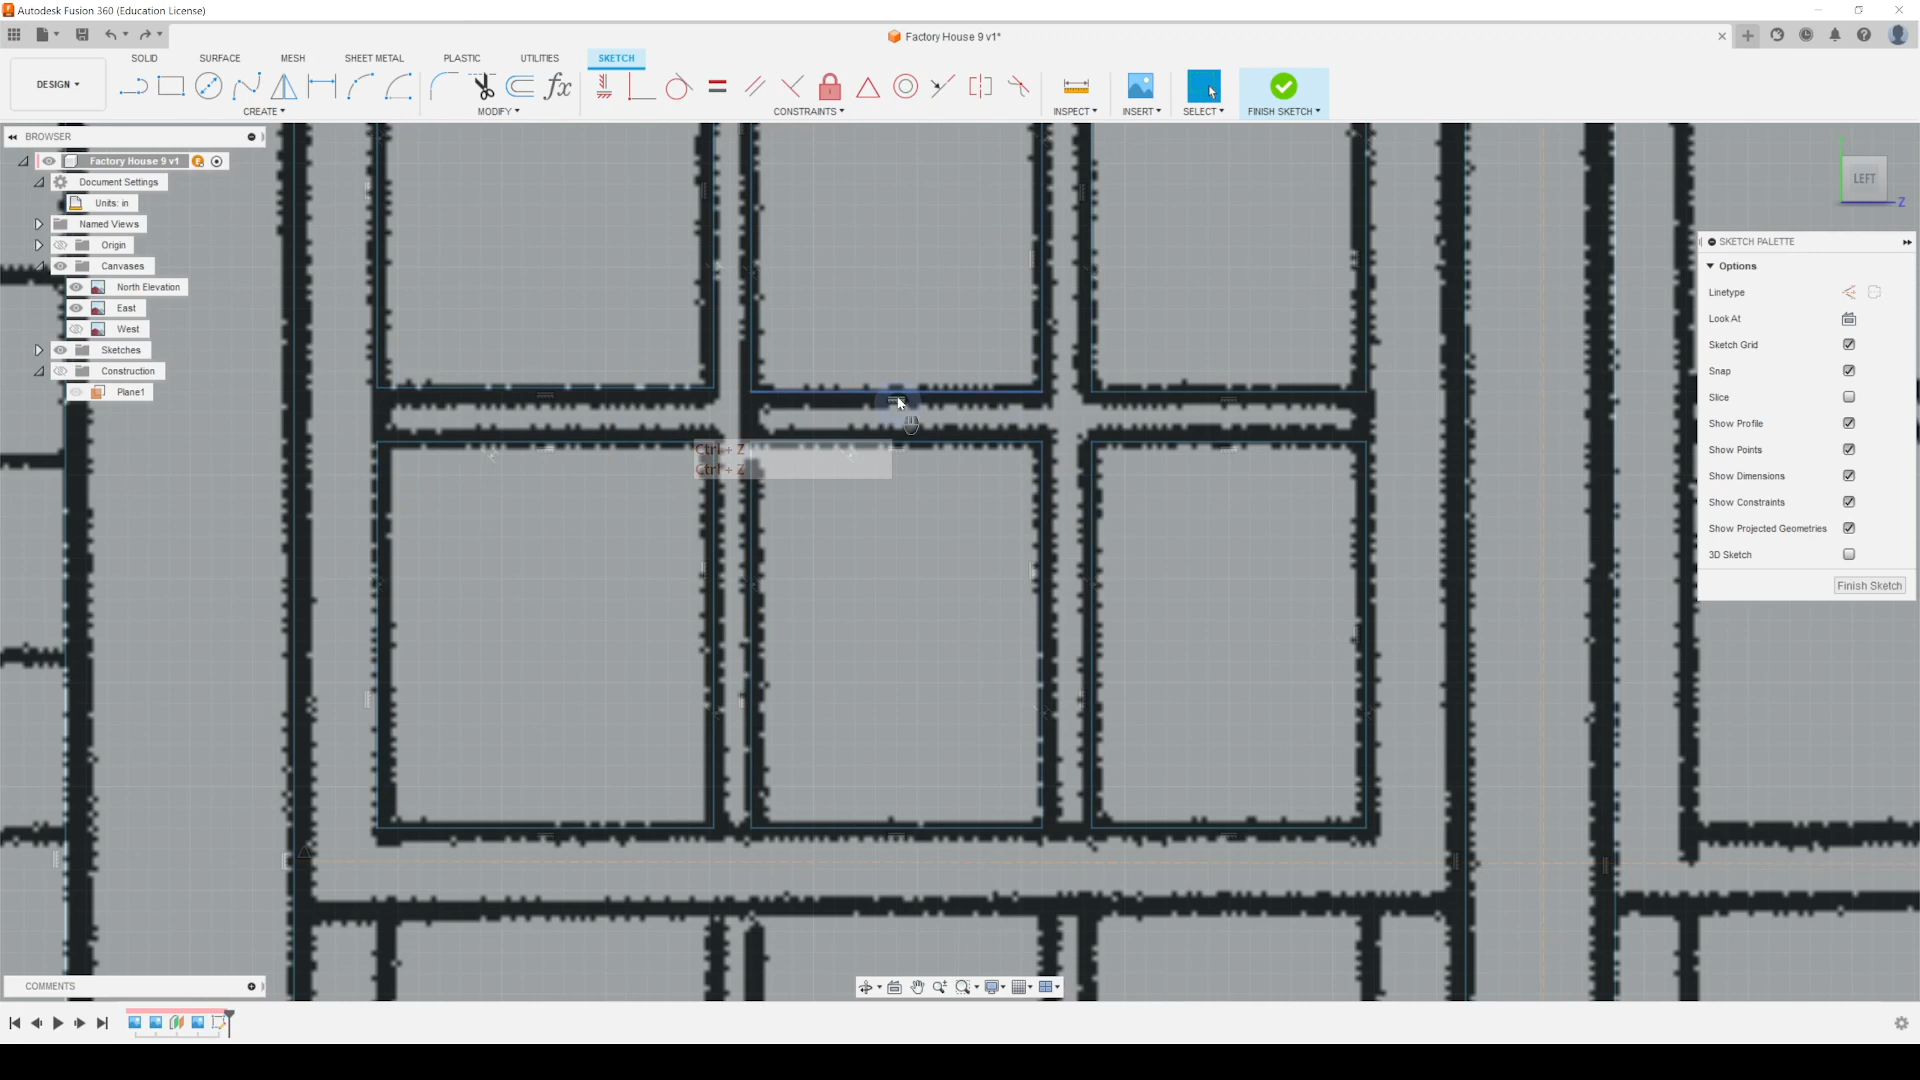 Autodesk Fusion 360 (Education License)
Factory House 9 v1*
SOLID
SURFACE
MESH
SHEET METAL
PLASTIC
UTILITIES
SKETCH
DESIGN
CREATE
MODIFY
CONSTRAINTS
INSPECT
INSERT
SELECT
FINISH SKETCH
BROWSER
Factory House 9 v1
Document Settings
Units: in
Named Views
Origin
Canvases
North Elevation
East
West
Sketches
Construction
Plane1
Ctrl + Z
Ctrl + Z
LEFT
Z
SKETCH PALETTE
Options
Linetype
Look At
Sketch Grid
Snap
Slice
Show Profile
Show Points
Show Dimensions
Show Constraints
Show Projected Geometries
3D Sketch
Finish Sketch
COMMENTS